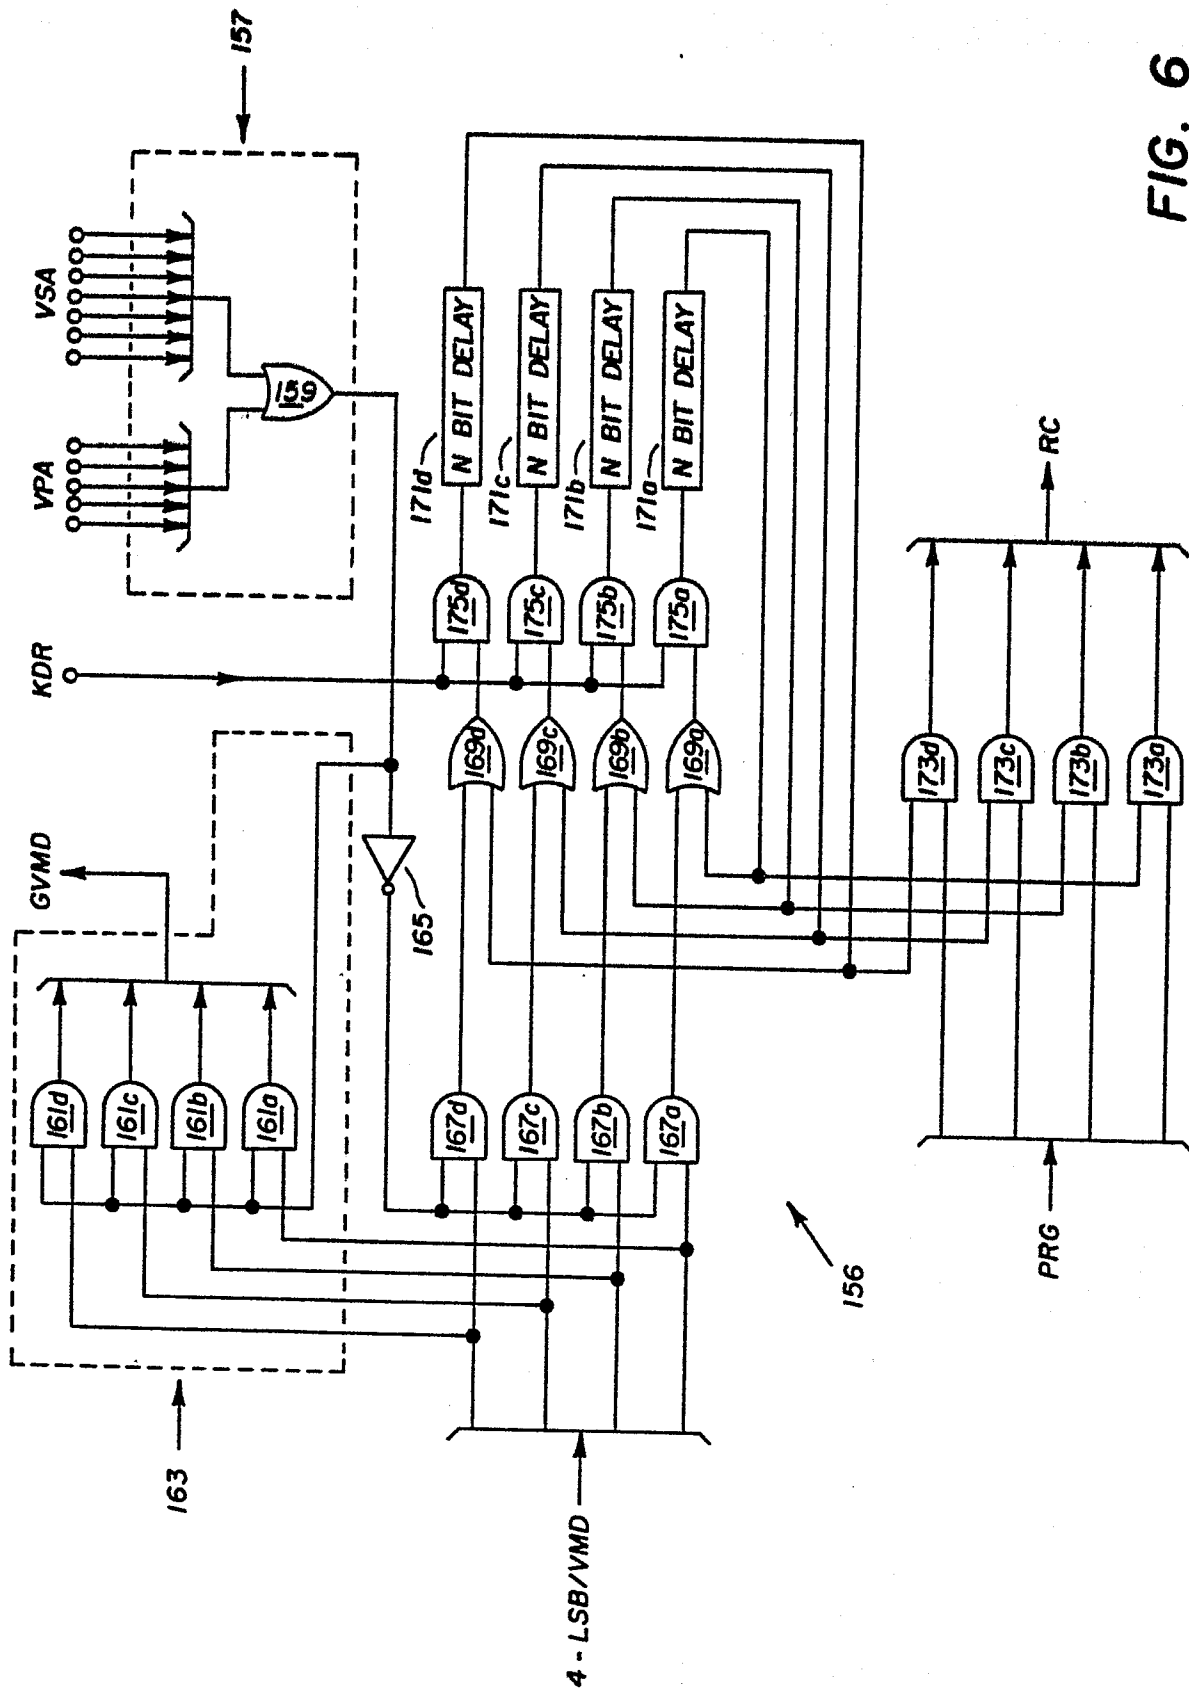 157
VSA
VPA
159
KDR
GVMD
163
161d
161c
161b
161a
165
171d
N BIT DELAY
171c
N BIT DELAY
171b
N BIT DELAY
171a
N BIT DELAY
175d
175c
175b
175a
169d
169c
169b
169a
167d
167c
167b
167a
4 - LSB/VMD
156
173d
173c
173b
173a
RC
PRG
FIG. 6